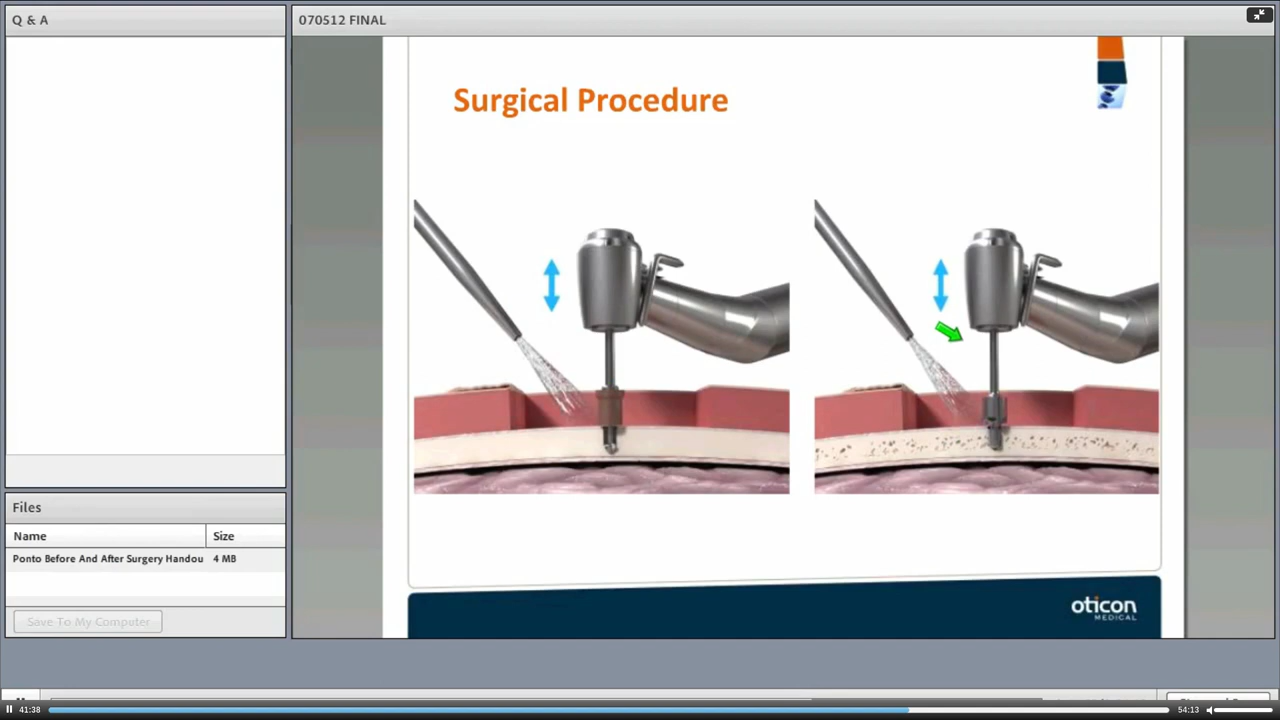 Q & A
070512 FINAL
Surgical Procedure
Files
Name Size
Ponto Before And After Surgery Handou 4 MB
Save To My Computer
oticon
MEDICAL
41:38
54:13